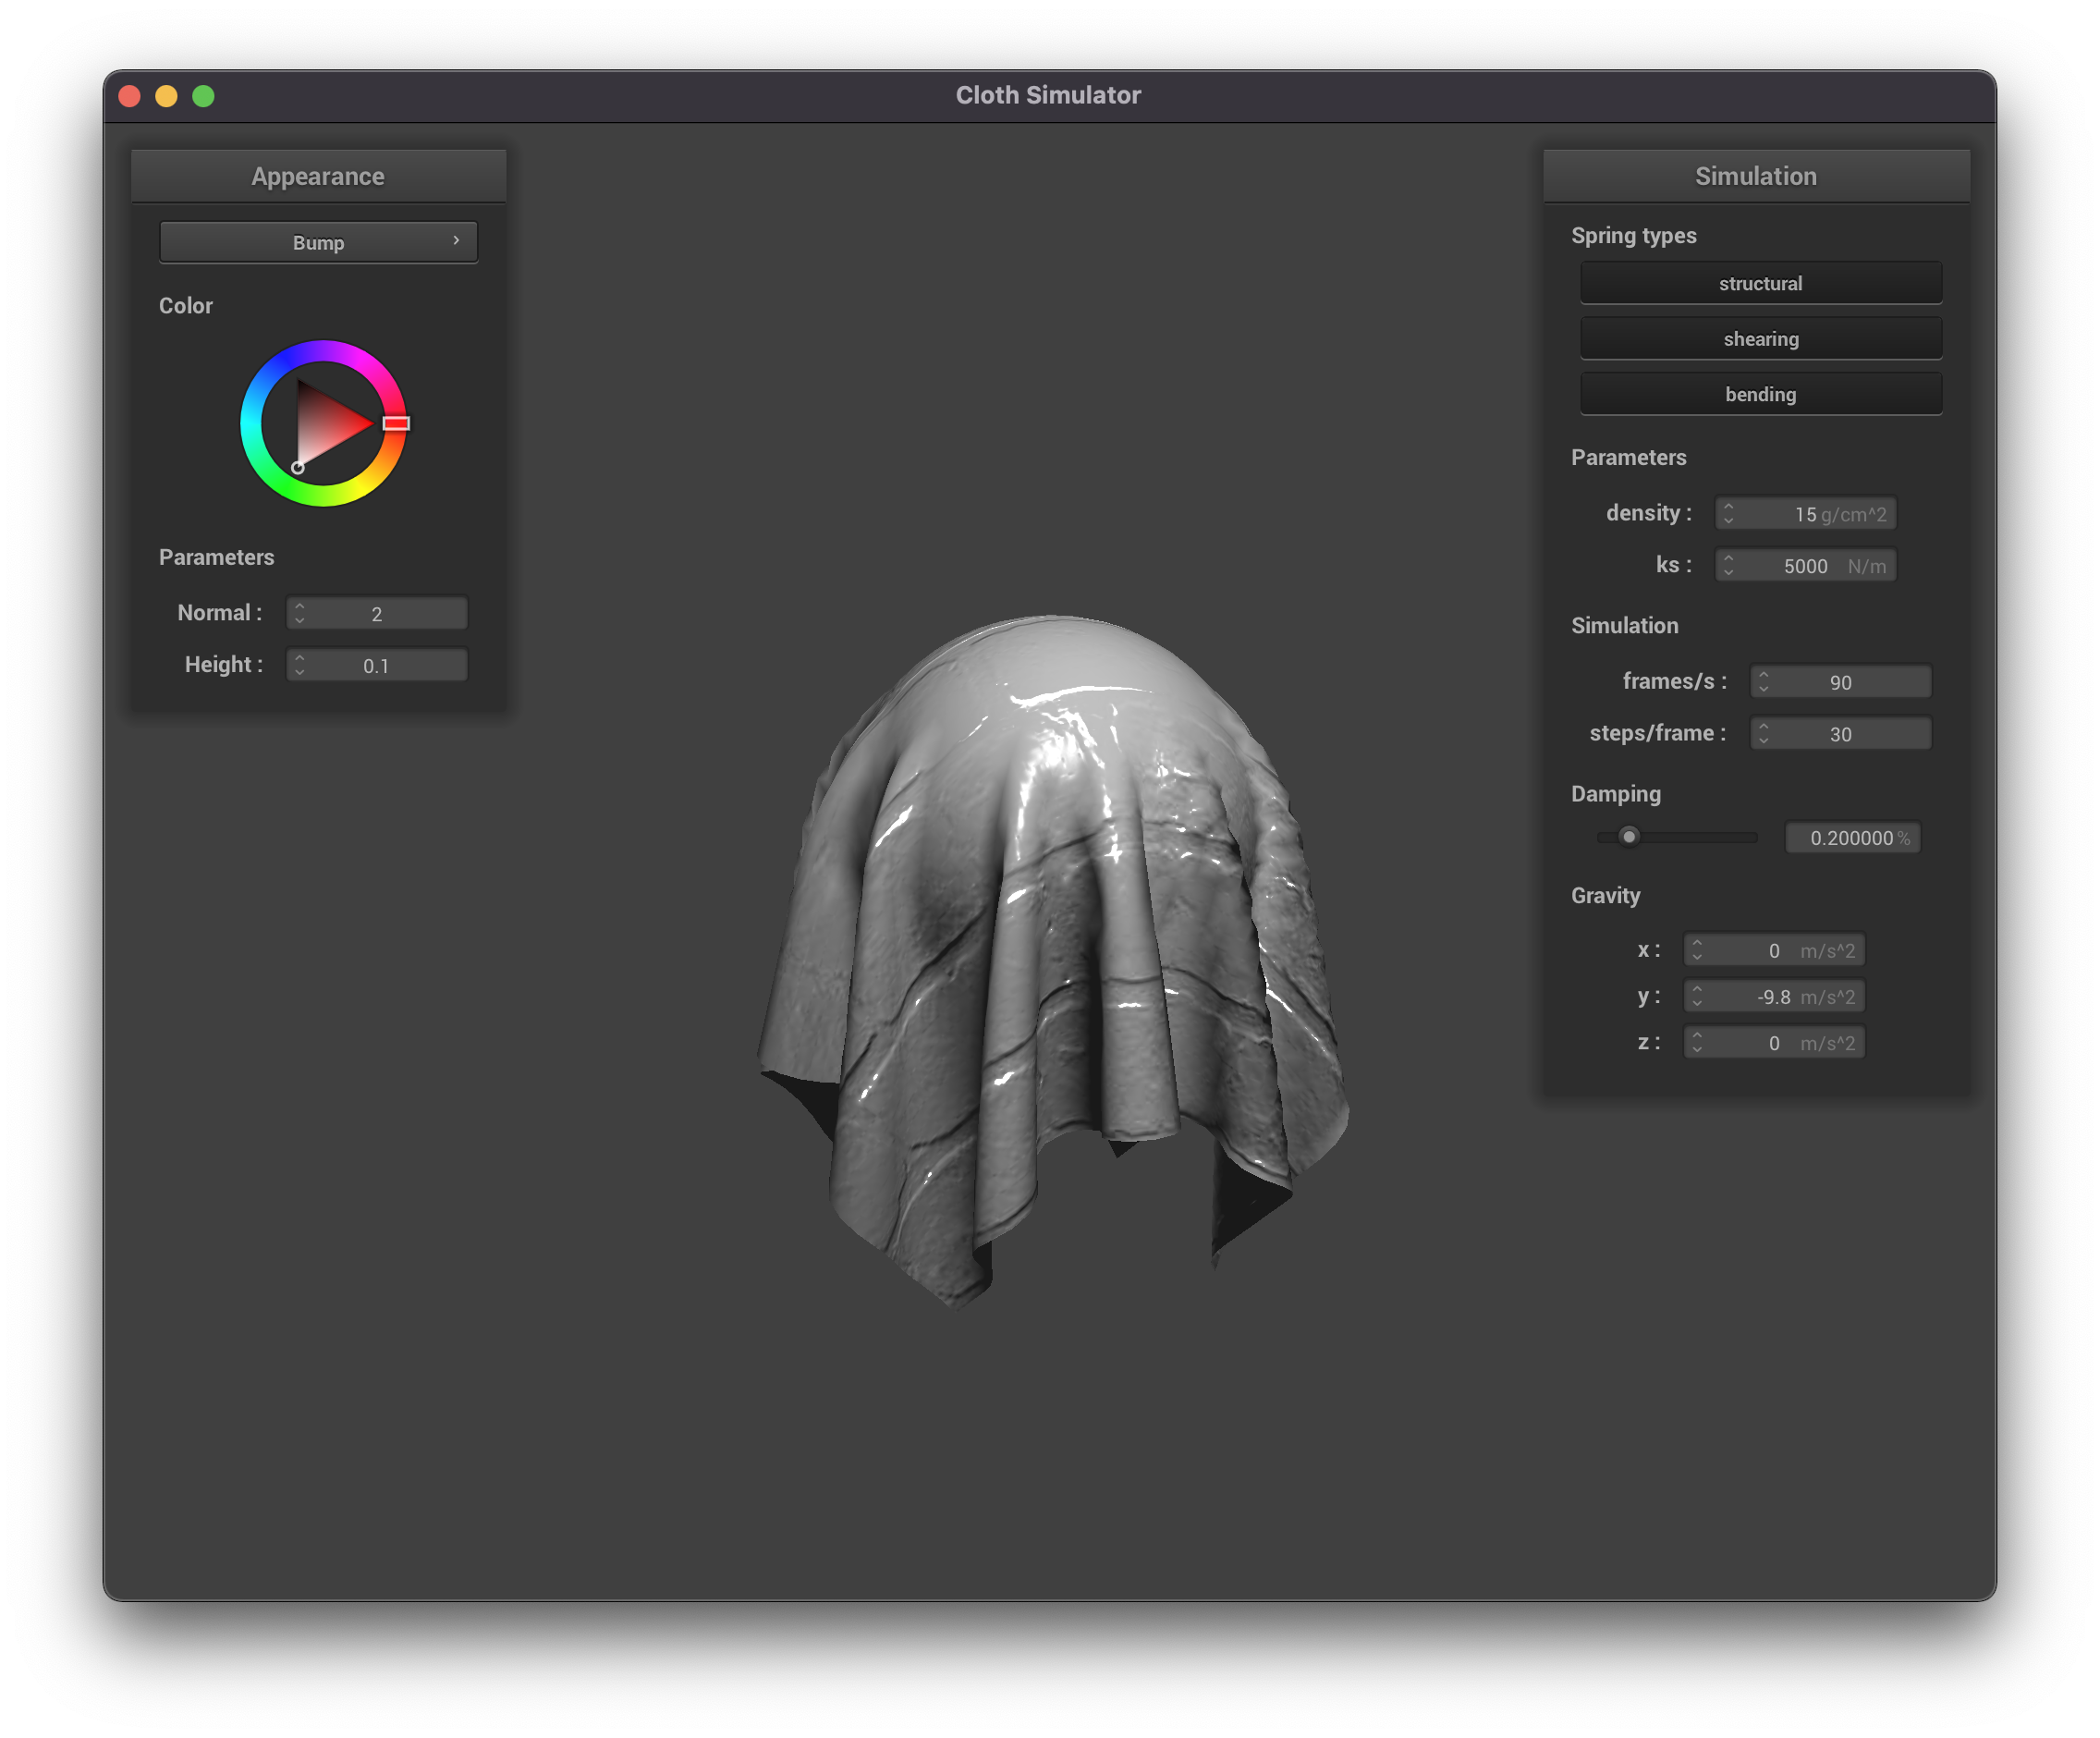 Cloth Simulator
Appearance
Bump
Color
Parameters
Normal : 2
Height : 0.1
Simulation
Spring types
structural
shearing
bending
Parameters
density : 15 g/cm^2
ks : 5000 N/m
Simulation
frames/s : 90
steps/frame : 30
Damping
0.200000 %
Gravity
x : 0 m/s^2
y : -9.8 m/s^2
z : 0 m/s^2